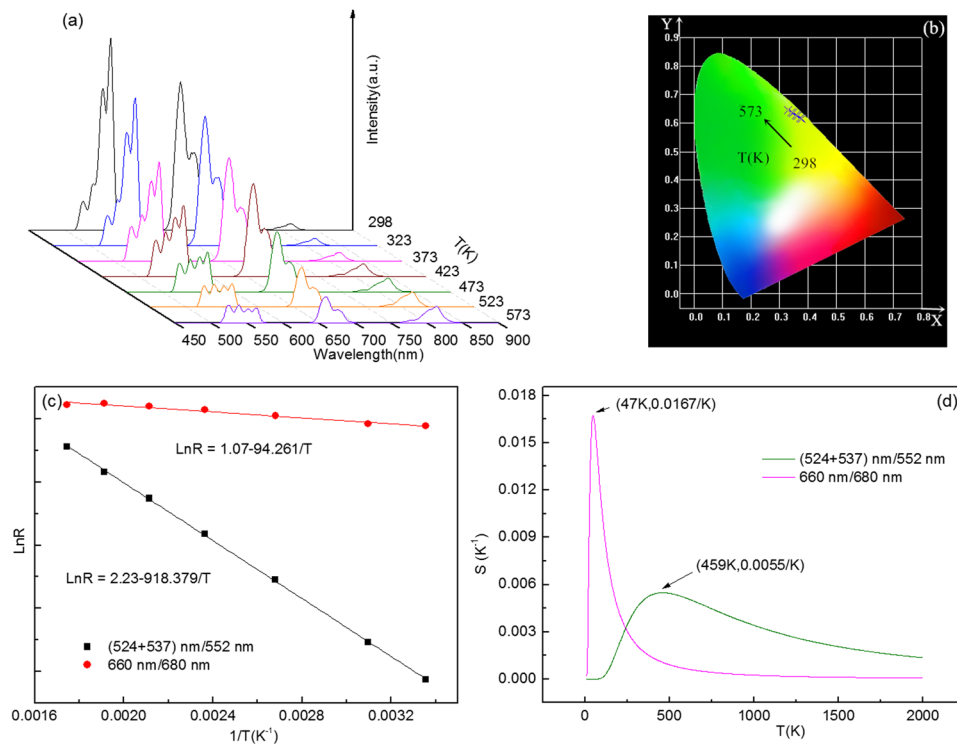 (a)
Intensity(a.u.)
298
323
373
423
473
523
573
T(K)
450 500 550 600 650 700 750 800 850 900
Wavelength(nm)
(b)
Y
0.9
0.8
0.7
0.6
0.5
0.4
0.3
0.2
0.1
0.0
573
T(K)
298
0.0 0.1 0.2 0.3 0.4 0.5 0.6 0.7 0.8
X
(c)
LnR
LnR = 1.07-94.261/T
LnR = 2.23-918.379/T
(524+537) nm/552 nm
660 nm/680 nm
0.0016 0.0020 0.0024 0.0028 0.0032
1/T(K-1)
(d)
S (K-1)
0.018
0.015
0.012
0.009
0.006
0.003
0.000
(47K,0.0167/K)
(524+537) nm/552 nm
660 nm/680 nm
(459K,0.0055/K)
0 500 1000 1500 2000
T(K)